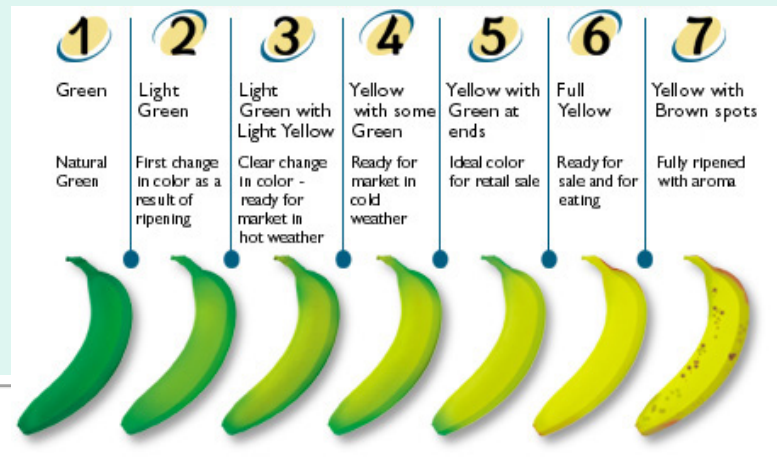 1
Green
Natural
Green
2
Light
Green
First change
in color as a
result of
ripening
3
Light
Green with
Light Yellow
Clear change
in color -
ready for
market in
hot weather
4
Yellow
with some
Green
Ready for
market in
cold
weather
5
Yellow with
Green at
ends
Ideal color
for retail sale
6
Full
Yellow
Ready for
sale and for
eating
7
Yellow with
Brown spots
Fully ripened
with aroma